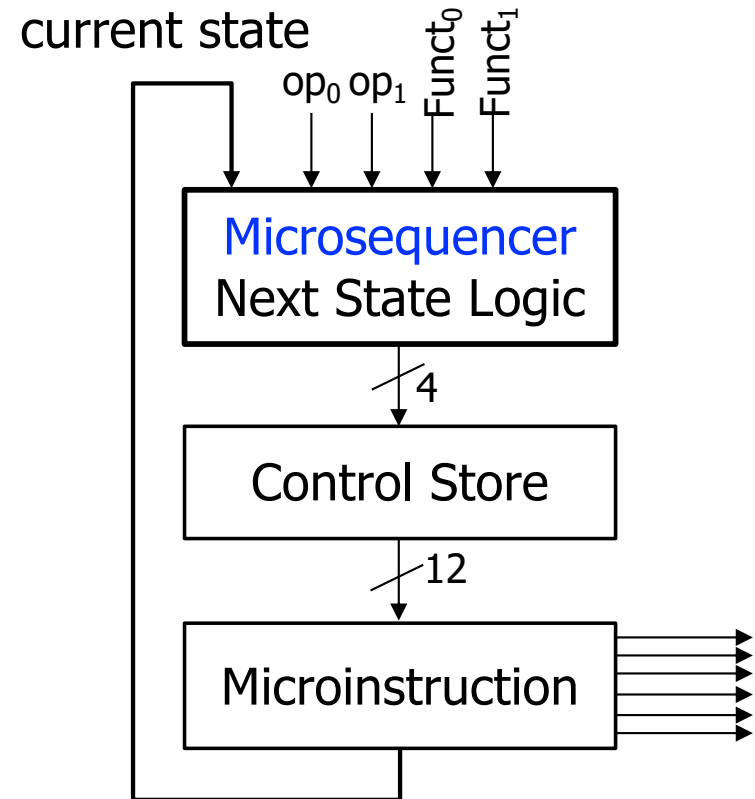 current state
op₀ op₁ Funct₀ Funct₁
Microsequencer
Next State Logic
4
Control Store
12
Microinstruction